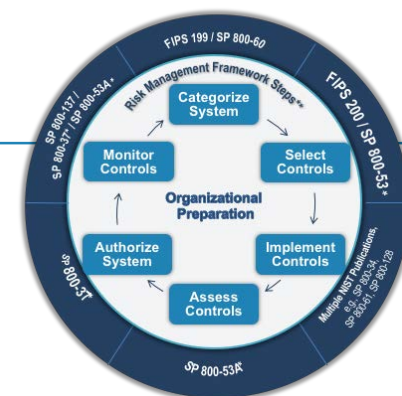 FIPS 199 / SP 800-60
Risk Management Framework Steps**
Categorize
System
FIPS 200 / SP 800-53 *
Select
Controls
Multiple NIST Publications,
e.g., SP 800-34,
SP 800-61, SP 800-128
Implement
Controls
SP 800-53A*
Assess
Controls
SP 800-37*
Authorize
System
SP 800-137 /
SP 800-37* / SP 800-53A *
Monitor
Controls
Organizational
Preparation